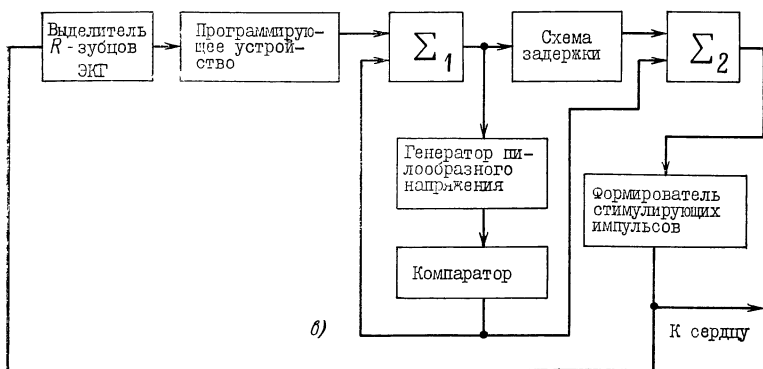 Выделитель
R - зубцов
ЭКГ
Программирую-
щее устрой-
ство
Σ1
Схема
задержки
Σ2
Генератор пи-
лообразного
напряжения
Формирователь
стимулирующих
импульсов
Компаратор
в)
К сердцу